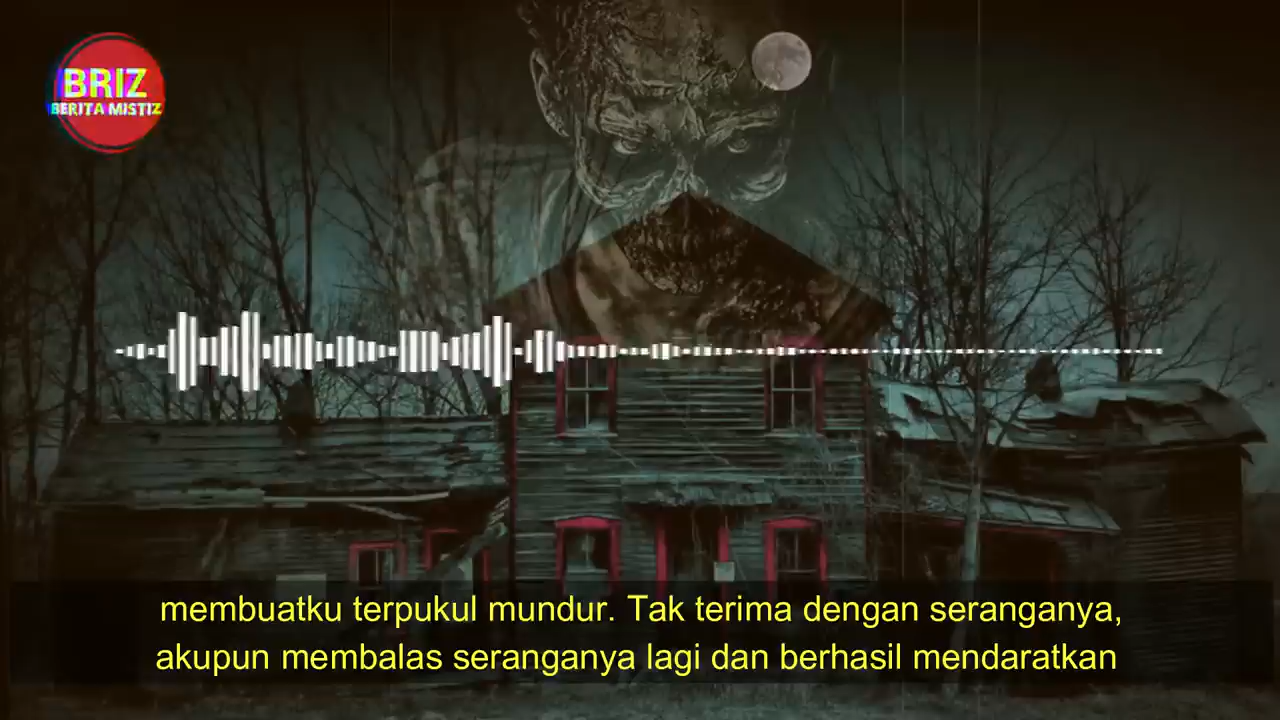 BRIZ
BERITA MISTIZ
membuatku terpukul mundur. Tak terima dengan seranganya,
akupun membalas seranganya lagi dan berhasil mendaratkan